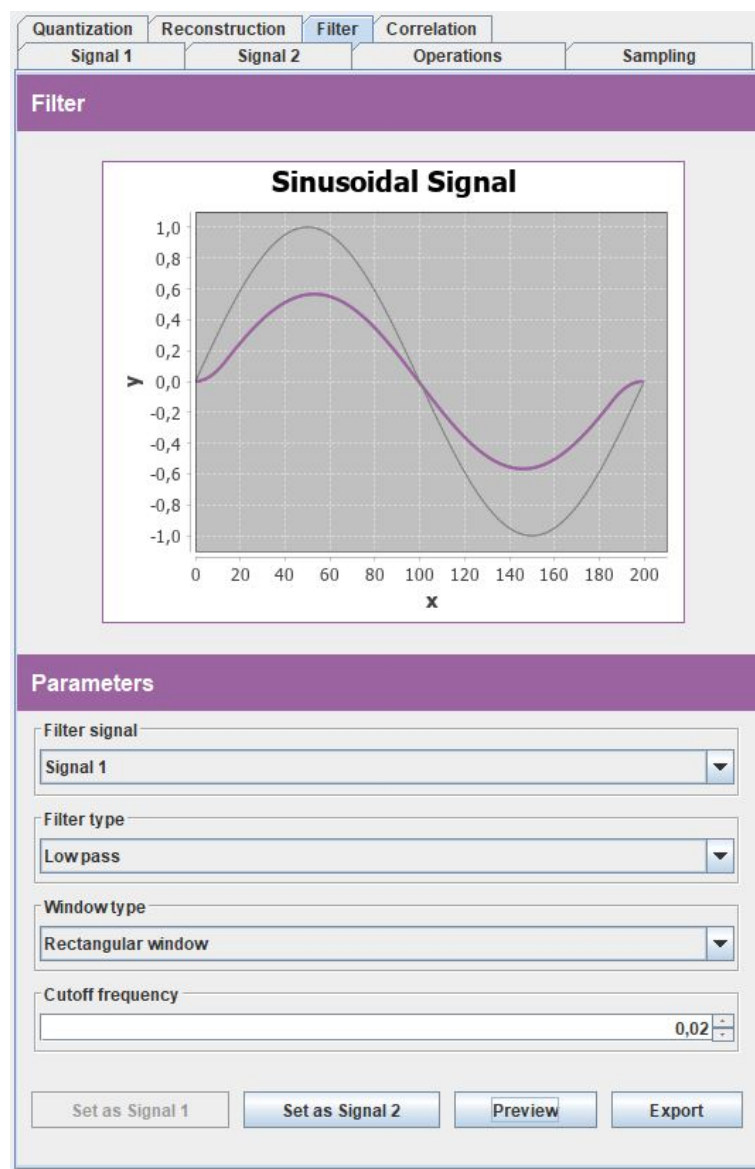 Quantization Reconstruction Filter Correlation
Signal 1 Signal 2 Operations Sampling
Filter
Sinusoidal Signal
1,0
0,8
0,6
0,4
0,2
0,0
-0,2
-0,4
-0,6
-0,8
-1,0
y
0 20 40 60 80 100 120 140 160 180 200
x
Parameters
Filter signal
Signal 1
Filter type
Low pass
Window type
Rectangular window
Cutoff frequency
0,02
Set as Signal 1 Set as Signal 2 Preview Export